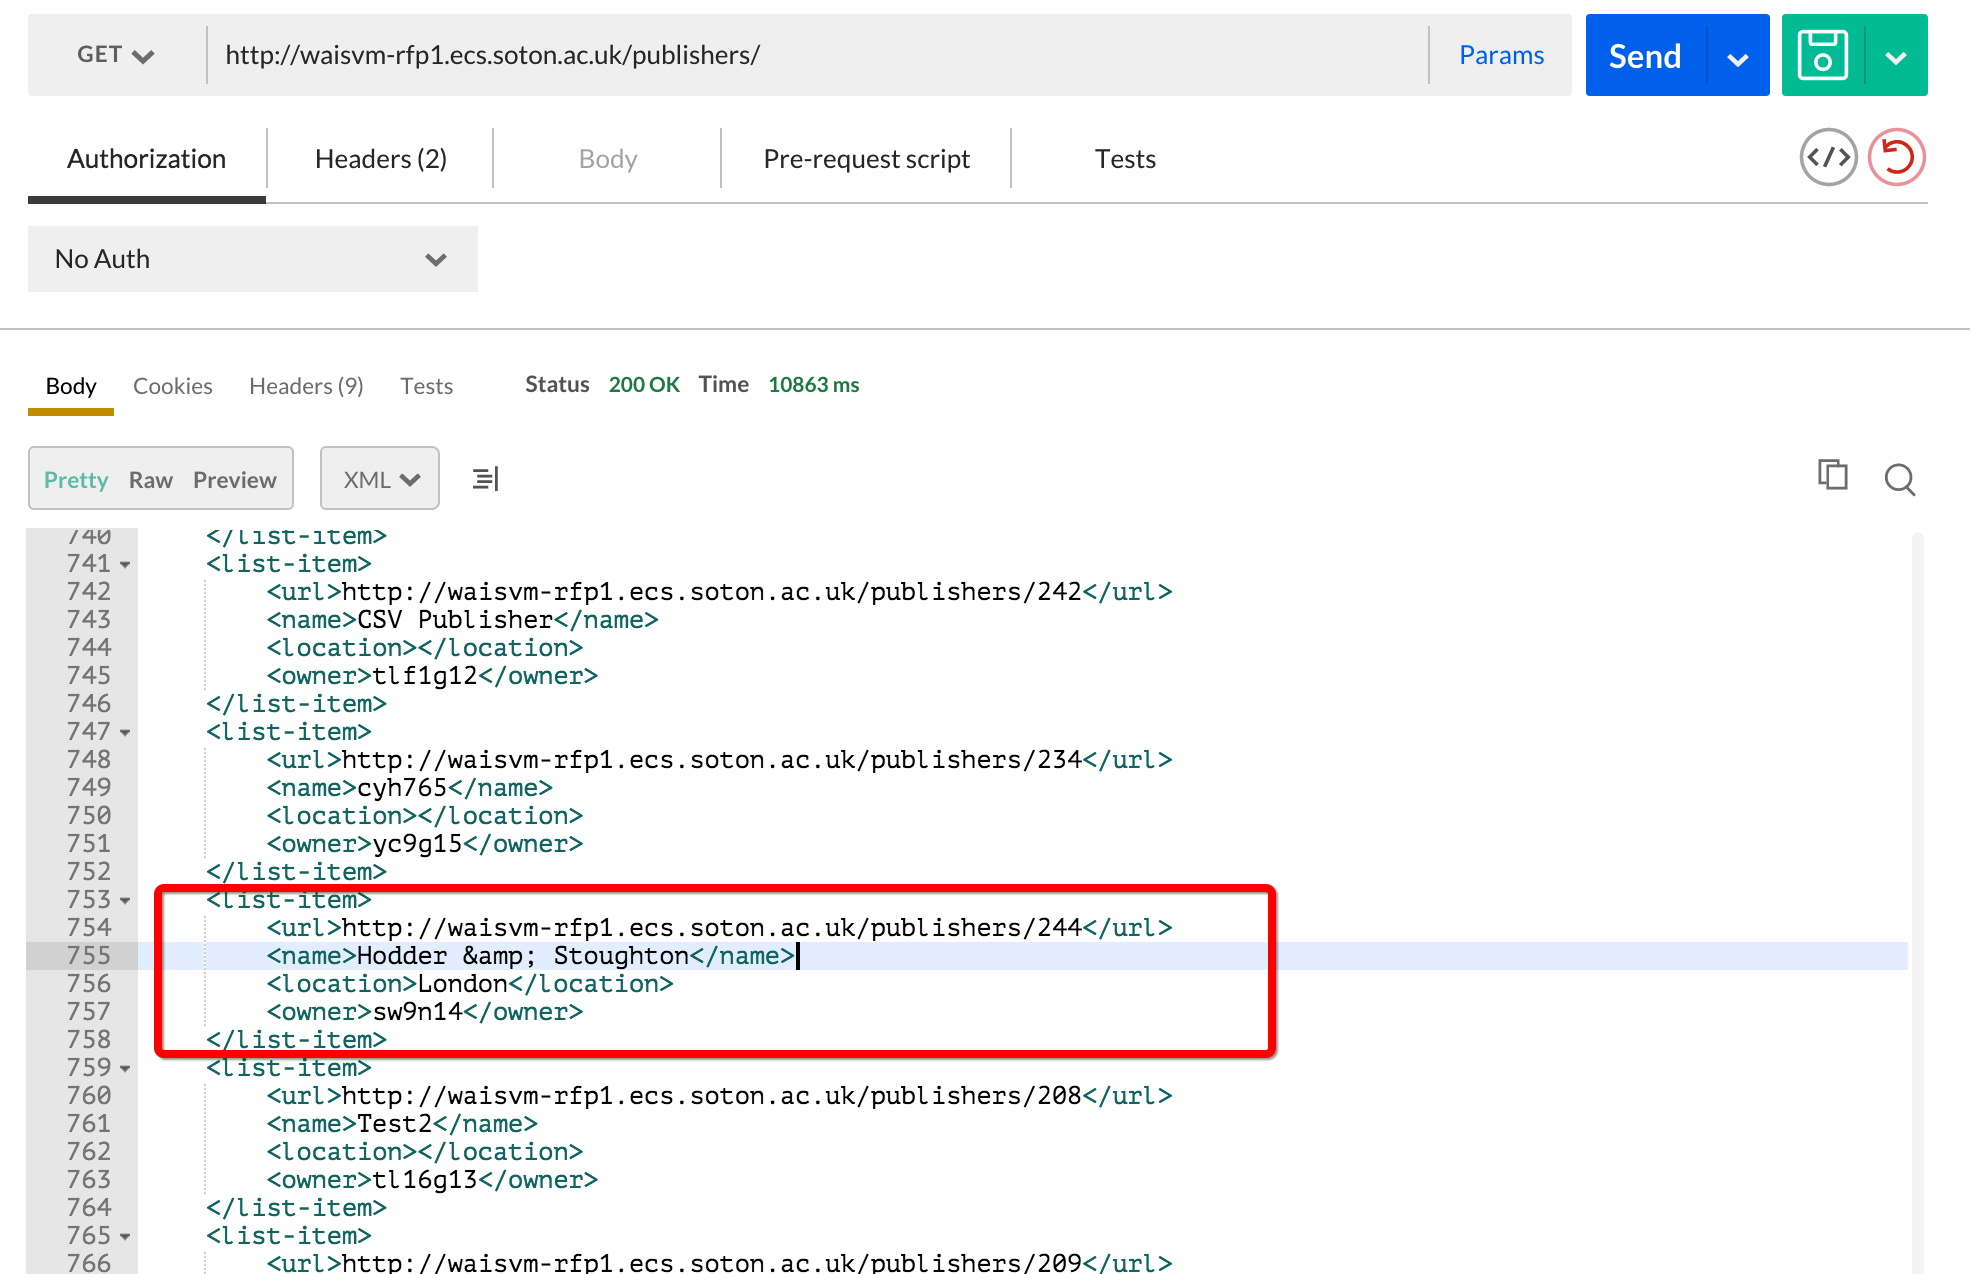 GET http://waisvm-rfp1.ecs.soton.ac.uk/publishers/ Params Send
Authorization Headers (2) Body Pre-request script Tests </>
No Auth
Body Cookies Headers (9) Tests Status 200 OK Time 10863 ms
Pretty Raw Preview XML
740 </list-item>
741 <list-item>
742 <url>http://waisvm-rfp1.ecs.soton.ac.uk/publishers/242</url>
743 <name>CSV Publisher</name>
744 <location></location>
745 <owner>tlf1g12</owner>
746 </list-item>
747 <list-item>
748 <url>http://waisvm-rfp1.ecs.soton.ac.uk/publishers/234</url>
749 <name>cyh765</name>
750 <location></location>
751 <owner>yc9g15</owner>
752 </list-item>
753 <list-item>
754 <url>http://waisvm-rfp1.ecs.soton.ac.uk/publishers/244</url>
755 <name>Hodder &amp; Stoughton</name>
756 <location>London</location>
757 <owner>sw9n14</owner>
758 </list-item>
759 <list-item>
760 <url>http://waisvm-rfp1.ecs.soton.ac.uk/publishers/208</url>
761 <name>Test2</name>
762 <location></location>
763 <owner>tl16g13</owner>
764 </list-item>
765 <list-item>
766 <url>http://waisvm-rfp1.ecs.soton.ac.uk/publishers/209</url>